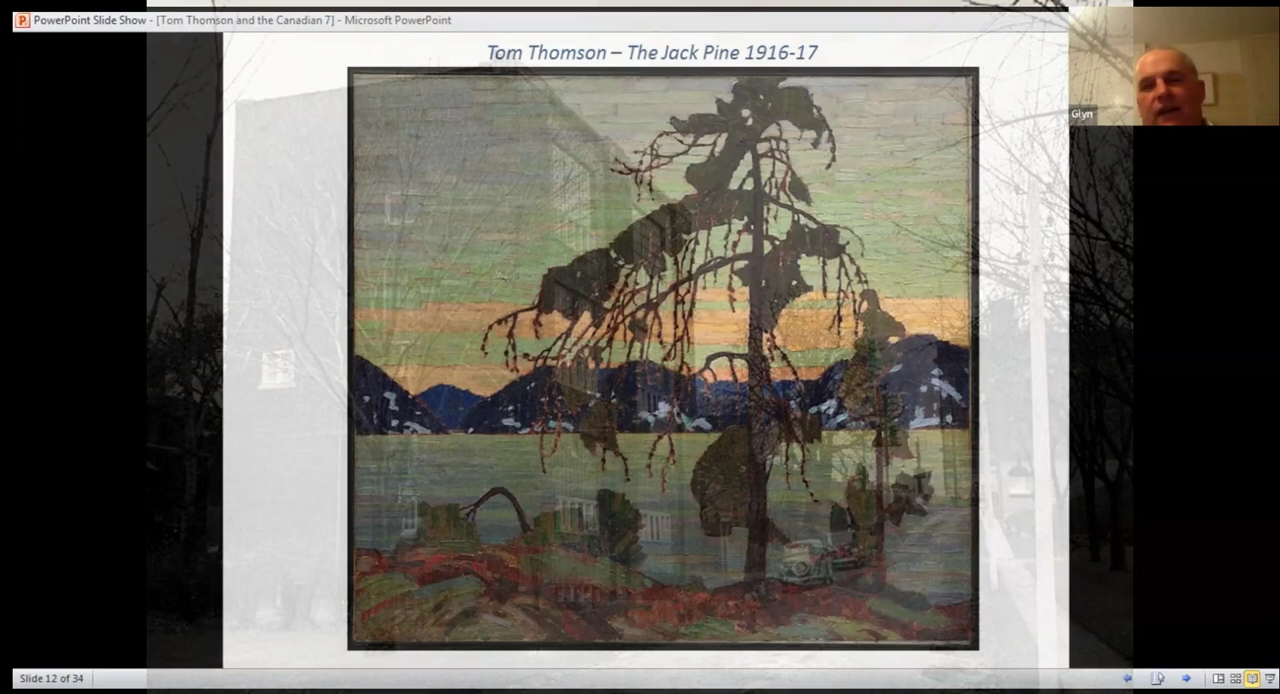 PowerPoint Slide Show - [Tom Thomson and the Canadian 7] - Microsoft PowerPoint
Tom Thomson – The Jack Pine 1916-17
Glyn
Slide 12 of 34